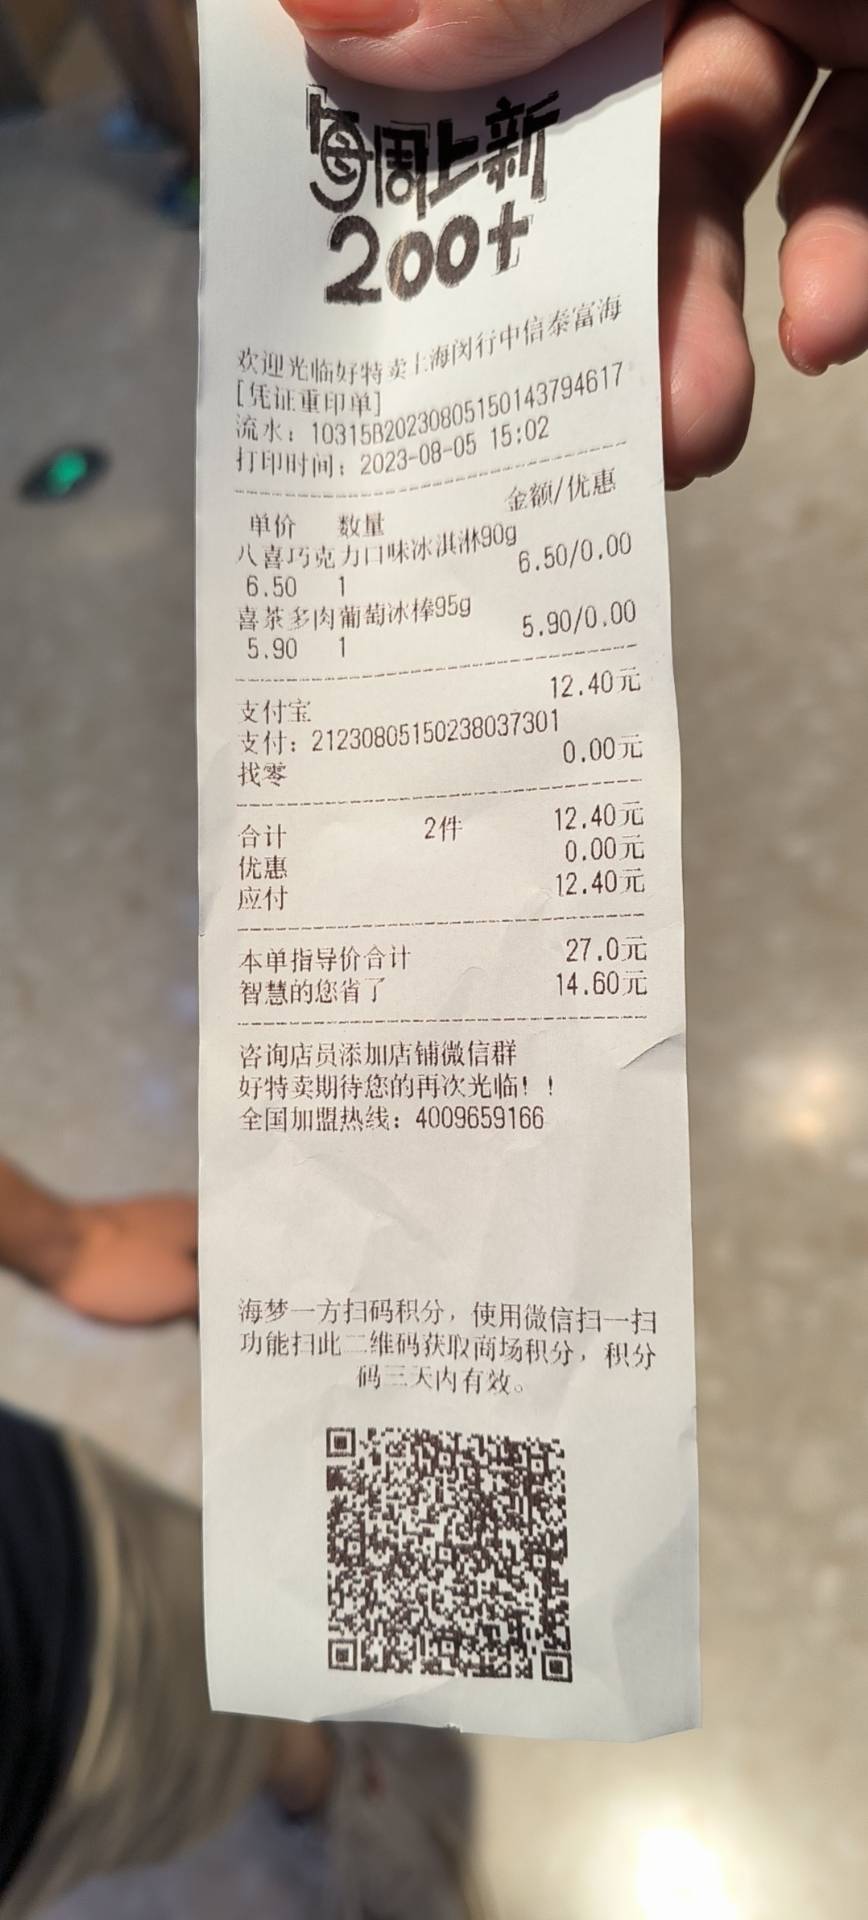 每周上新
200+
欢迎光临好特卖上海闵行中信泰富海
[凭证重印单]
流水：10315B20230805150143794617
打印时间：2023-08-05 15:02
单价 数量 金额/优惠
八喜巧克力口味冰淇淋90g
6.50 1 6.50/0.00
喜茶多肉葡萄冰棒95g
5.90 1 5.90/0.00
支付宝 12.40元
支付：21230805150238037301
找零 0.00元
合计 2件 12.40元
优惠 0.00元
应付 12.40元
本单指导价合计 27.0元
智慧的您省了 14.60元
咨询店员添加店铺微信群
好特卖期待您的再次光临！！
全国加盟热线：4009659166
海梦一方扫码积分，使用微信扫一扫
功能扫此二维码获取商场积分，积分
码三天内有效。